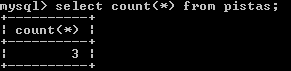 mysql> select count(*) from pistas;
+----------+
| count(*) |
+----------+
|        3 |
+----------+